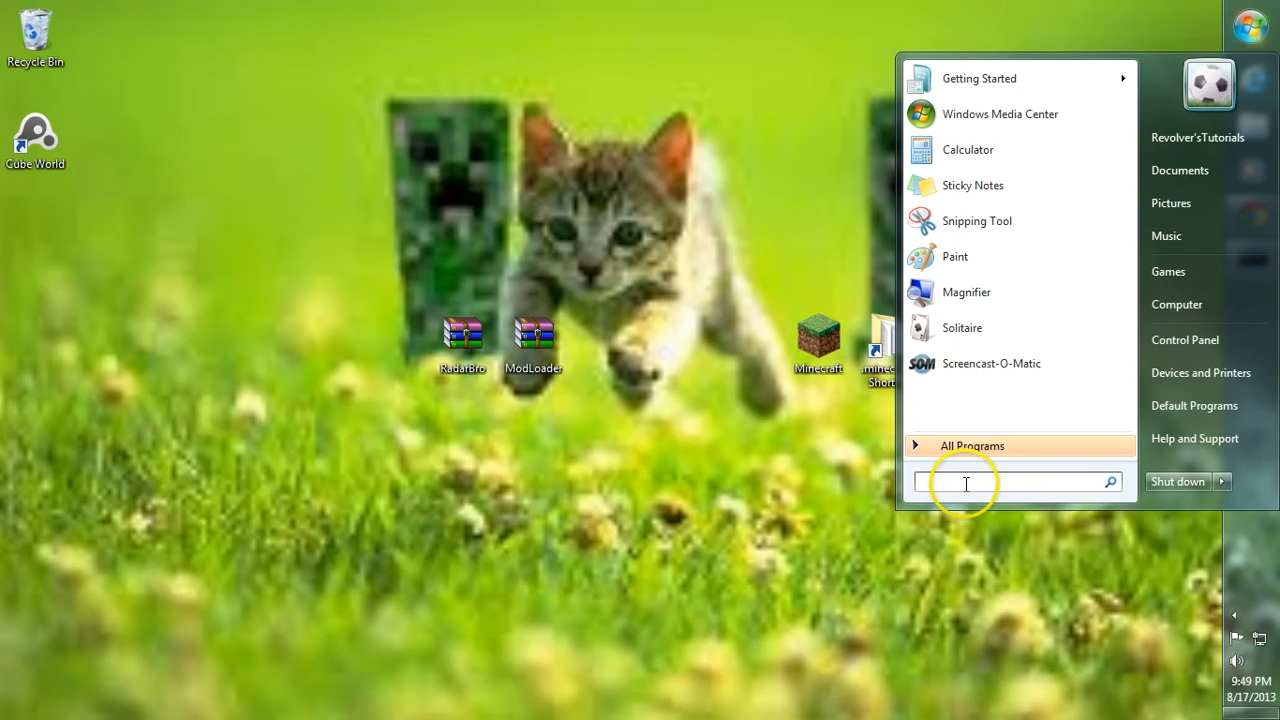 Recycle Bin
Cube World
RadarBro
ModLoader
Minecraft
Short
Getting Started
Windows Media Center
Calculator
Sticky Notes
Snipping Tool
Paint
Magnifier
Solitaire
SOM
Screencast-O-Matic
All Programs
Revolver'sTutorials
Documents
Pictures
Music
Games
Computer
Control Panel
Devices and Printers
Default Programs
Help and Support
Shut down
9:49 PM
8/17/2013